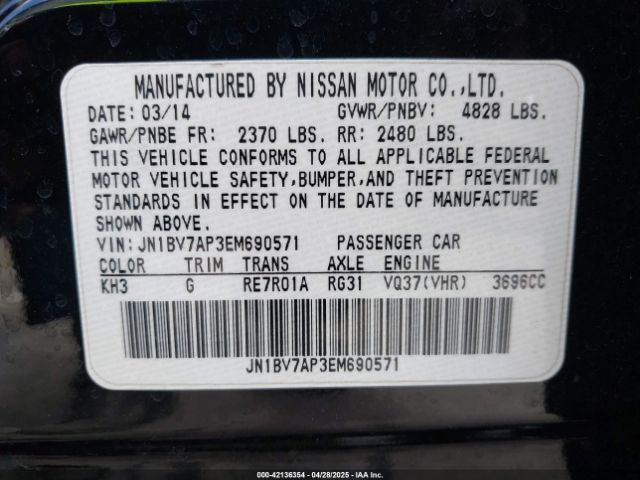 MANUFACTURED BY NISSAN MOTOR CO.,LTD.
DATE: 03/14 GVWR/PNBV: 4828 LBS.
GAWR/PNBE FR: 2370 LBS. RR: 2480 LBS.
THIS VEHICLE CONFORMS TO ALL APPLICABLE FEDERAL
MOTOR VEHICLE SAFETY,BUMPER,AND THEFT PREVENTION
STANDARDS IN EFFECT ON THE DATE OF MANUFACTURE
SHOWN ABOVE.
VIN: JN1BV7AP3EM690571 PASSENGER CAR
COLOR TRIM TRANS AXLE ENGINE
KH3 G RE7R01A RG31 VQ37(VHR) 3696CC
JN1BV7AP3EM690571
000-42136354 - 04/28/2025 - IAA, Inc.